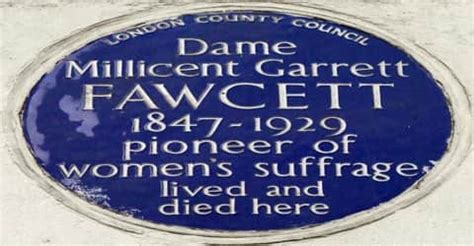 LONDON COUNTY COUNCIL
Dame
Millicent Garrett
FAWCETT
1847-1929
pioneer of
women's suffrage
lived and
died here